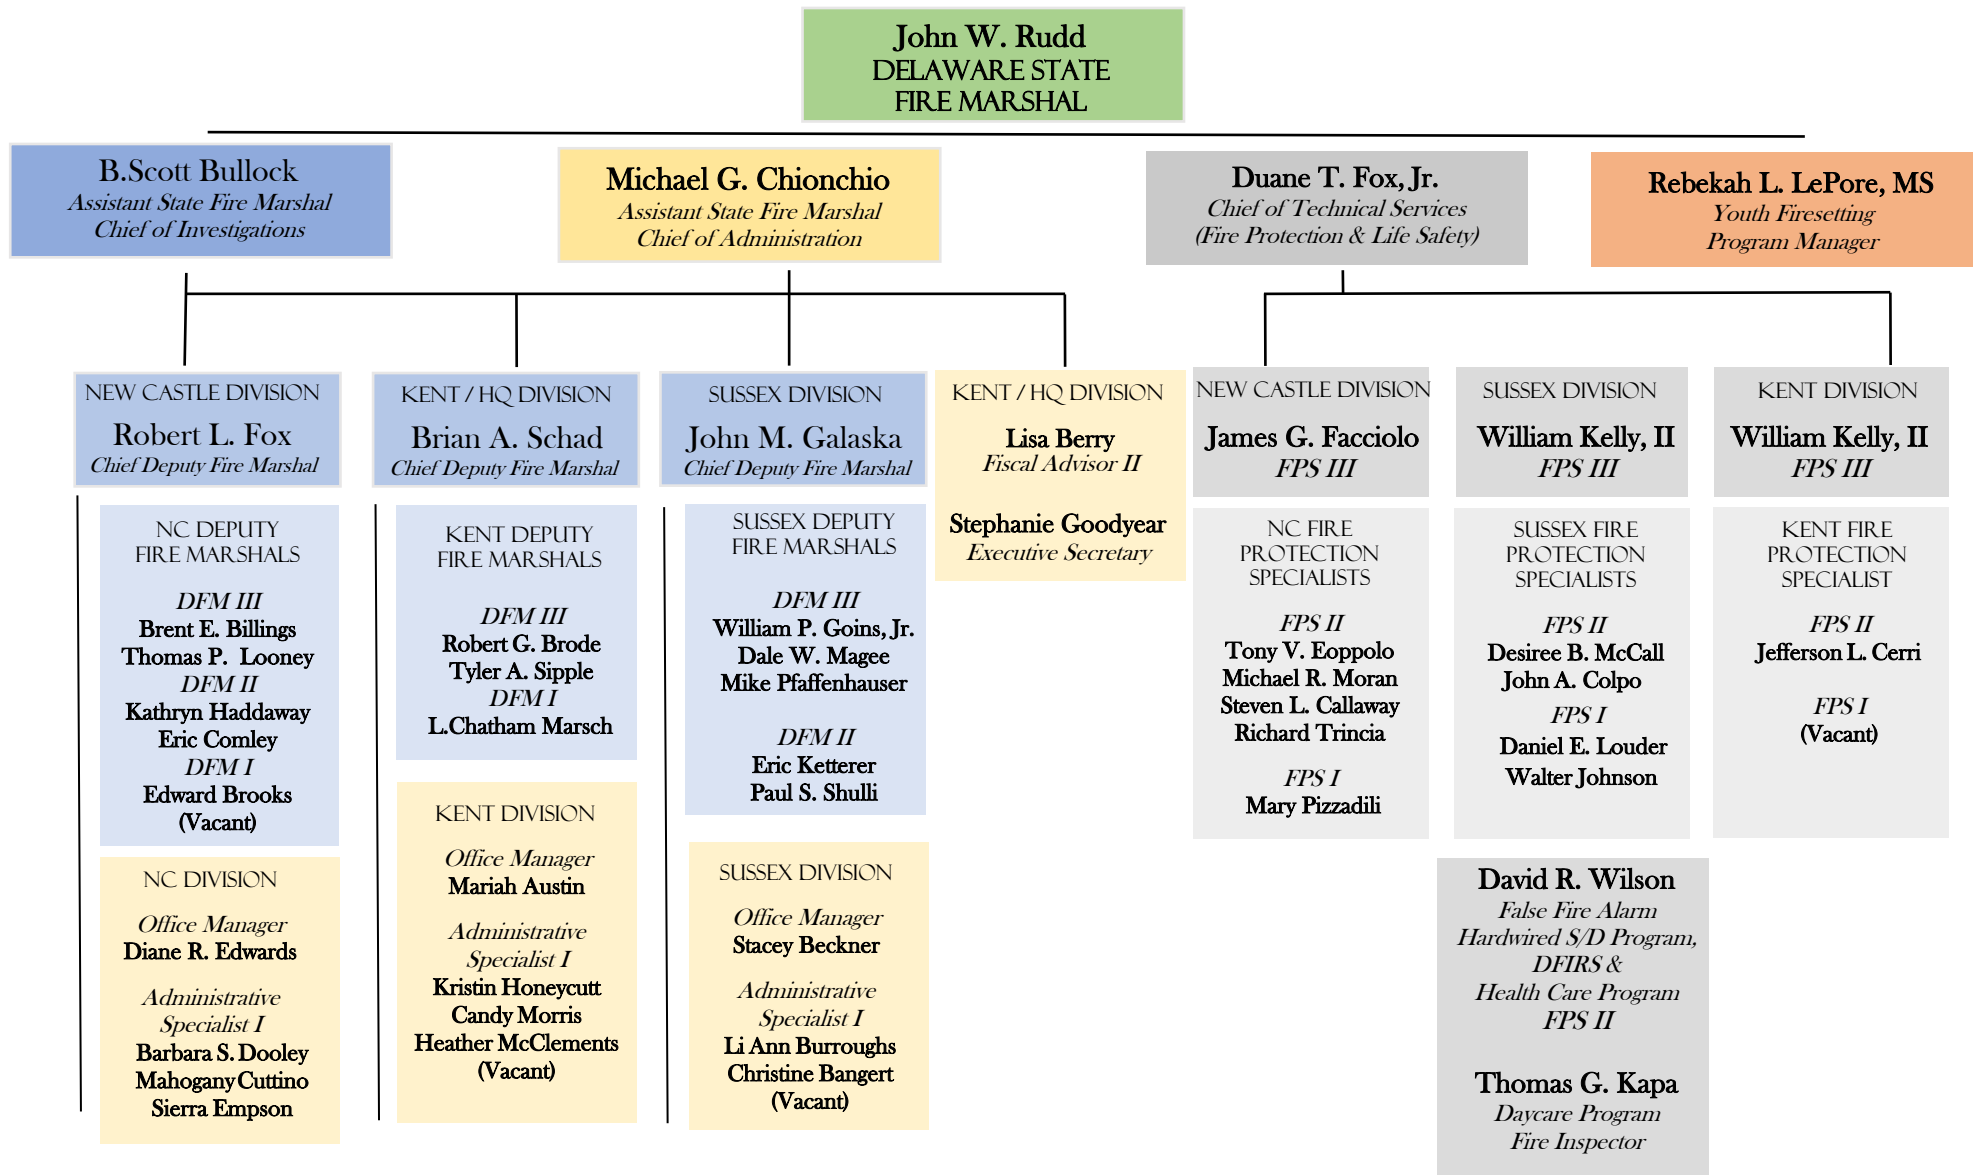 John W. Rudd
DELAWARE STATE
FIRE MARSHAL
B.Scott Bullock
Assistant State Fire Marshal
Chief of Investigations
Michael G. Chionchio
Assistant State Fire Marshal
Chief of Administration
Duane T. Fox, Jr.
Chief of Technical Services
(Fire Protection & Life Safety)
Rebekah L. LePore, MS
Youth Firesetting
Program Manager
NEW CASTLE DIVISION
Robert L. Fox
Chief Deputy Fire Marshal
KENT / HQ DIVISION
Brian A. Schad
Chief Deputy Fire Marshal
SUSSEX DIVISION
John M. Galaska
Chief Deputy Fire Marshal
KENT / HQ DIVISION
Lisa Berry
Fiscal Advisor II
Stephanie Goodyear
Executive Secretary
NEW CASTLE DIVISION
James G. Facciolo
FPS III
SUSSEX DIVISION
William Kelly, II
FPS III
KENT DIVISION
William Kelly, II
FPS III
NC DEPUTY
FIRE MARSHALS
DFM III
Brent E. Billings
Thomas P. Looney
DFM II
Kathryn Haddaway
Eric Comley
DFM I
Edward Brooks
(Vacant)
KENT DEPUTY
FIRE MARSHALS
DFM III
Robert G. Brode
Tyler A. Sipple
DFM I
L.Chatham Marsch
SUSSEX DEPUTY
FIRE MARSHALS
DFM III
William P. Goins, Jr.
Dale W. Magee
Mike Pfaffenhauser
DFM II
Eric Ketterer
Paul S. Shulli
NC FIRE
PROTECTION
SPECIALISTS
FPS II
Tony V. Eoppolo
Michael R. Moran
Steven L. Callaway
Richard Trincia
FPS I
Mary Pizzadili
SUSSEX FIRE
PROTECTION
SPECIALISTS
FPS II
Desiree B. McCall
John A. Colpo
FPS I
Daniel E. Louder
Walter Johnson
KENT FIRE
PROTECTION
SPECIALIST
FPS II
Jefferson L. Cerri
FPS I
(Vacant)
NC DIVISION
Office Manager
Diane R. Edwards
Administrative
Specialist I
Barbara S. Dooley
Mahogany Cuttino
Sierra Empson
KENT DIVISION
Office Manager
Mariah Austin
Administrative
Specialist I
Kristin Honeycutt
Candy Morris
Heather McClements
(Vacant)
SUSSEX DIVISION
Office Manager
Stacey Beckner
Administrative
Specialist I
Li Ann Burroughs
Christine Bangert
(Vacant)
David R. Wilson
False Fire Alarm
Hardwired S/D Program,
DFIRS &
Health Care Program
FPS II
Thomas G. Kapa
Daycare Program
Fire Inspector